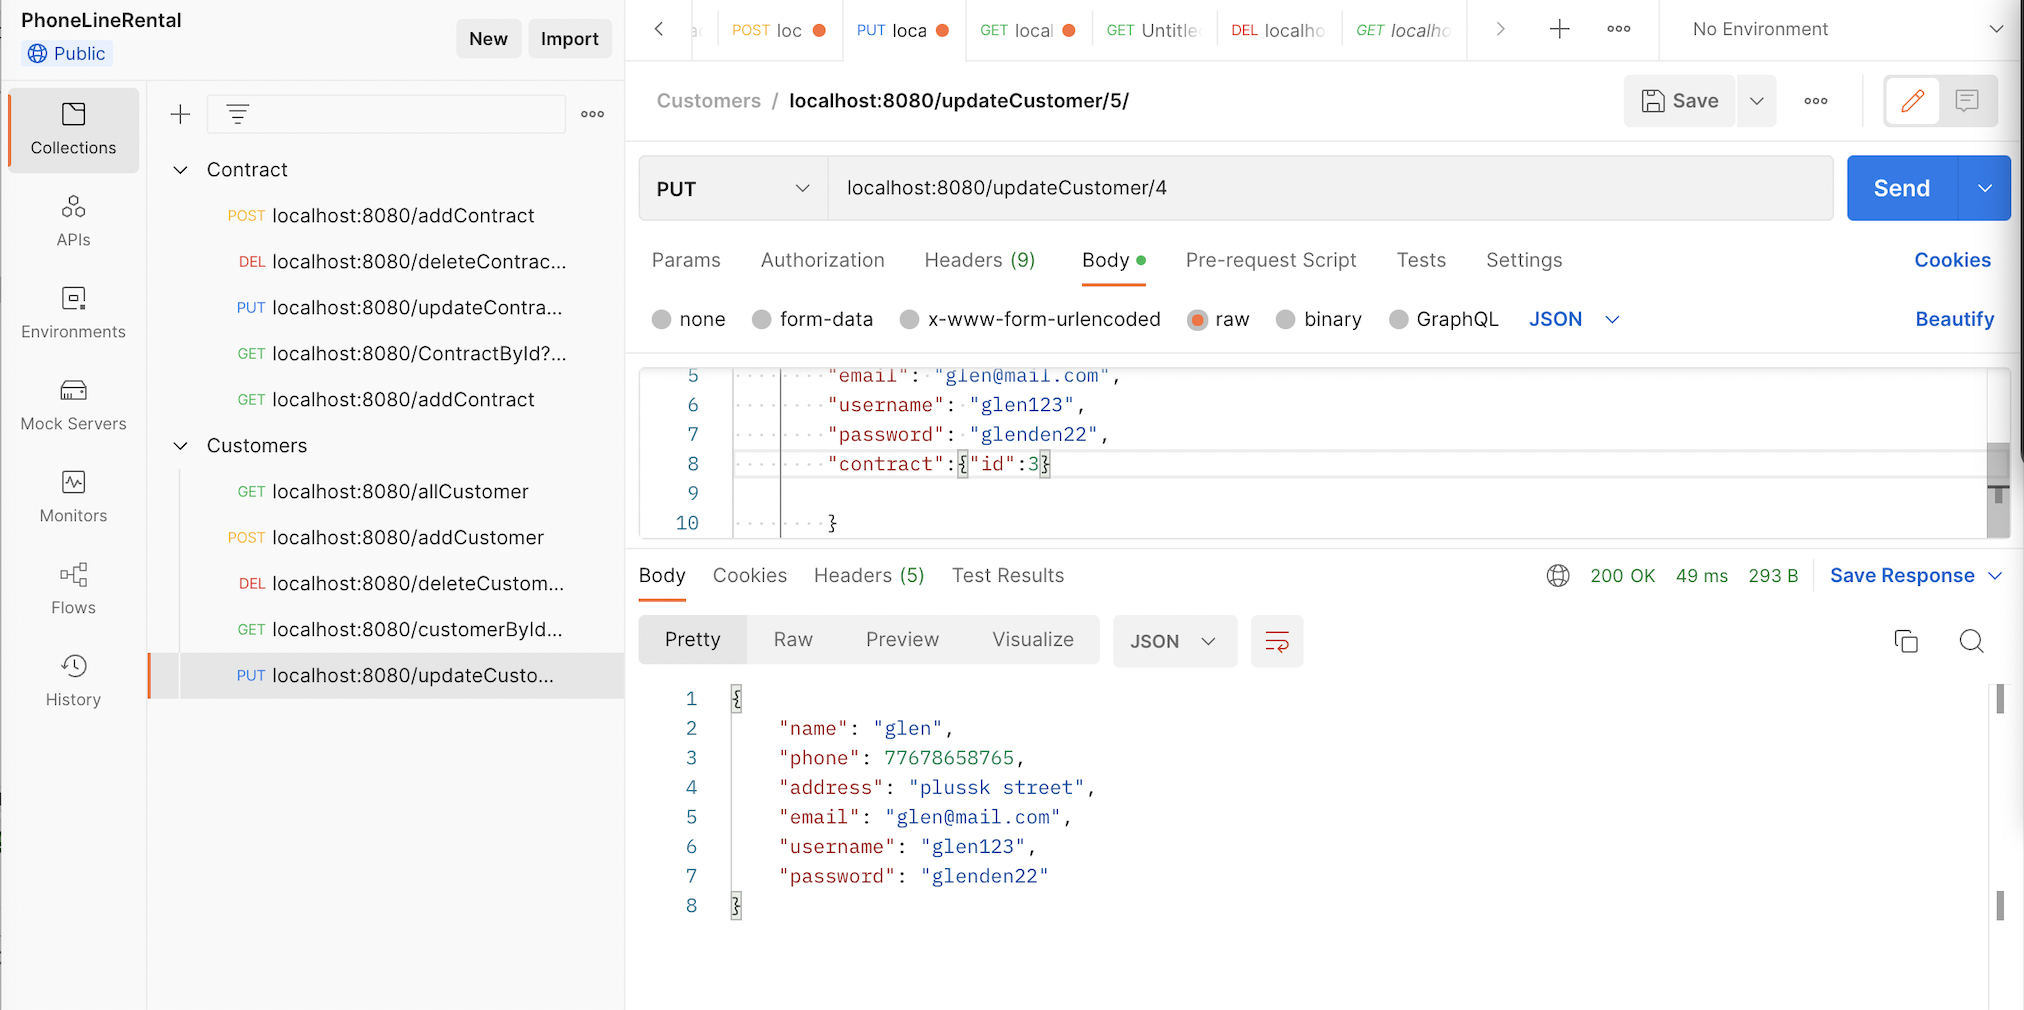 PhoneLineRental
Public
New
Import
POST loc
PUT loca
GET local
GET Untitle
DEL localho
GET localho
No Environment
Collections
APIs
Environments
Mock Servers
Monitors
Flows
History
Contract
POST localhost:8080/addContract
DEL localhost:8080/deleteContrac...
PUT localhost:8080/updateContra...
GET localhost:8080/ContractById?...
GET localhost:8080/addContract
Customers
GET localhost:8080/allCustomer
POST localhost:8080/addCustomer
DEL localhost:8080/deleteCustom...
GET localhost:8080/customerById...
PUT localhost:8080/updateCusto...
Customers / localhost:8080/updateCustomer/5/
Save
PUT
localhost:8080/updateCustomer/4
Send
Params Authorization Headers (9) Body Pre-request Script Tests Settings Cookies
none form-data x-www-form-urlencoded raw binary GraphQL JSON Beautify
5 "email": "glen@mail.com",
6 "username": "glen123",
7 "password": "glenden22",
8 "contract":{"id":3}
9
10 }
Body Cookies Headers (5) Test Results 200 OK 49 ms 293 B Save Response
Pretty Raw Preview Visualize JSON
1 {
2 "name": "glen",
3 "phone": 77678658765,
4 "address": "plussk street",
5 "email": "glen@mail.com",
6 "username": "glen123",
7 "password": "glenden22"
8 }